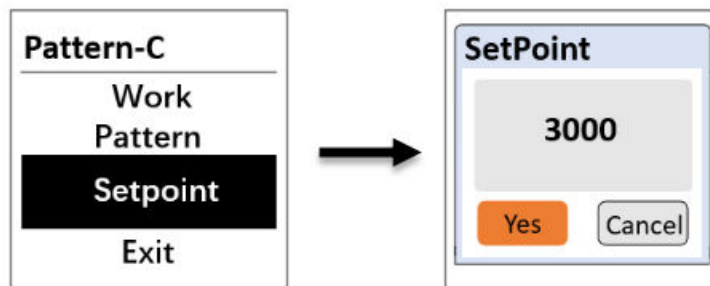 Pattern-C
Work
Pattern
Setpoint
Exit
SetPoint
3000
Yes Cancel